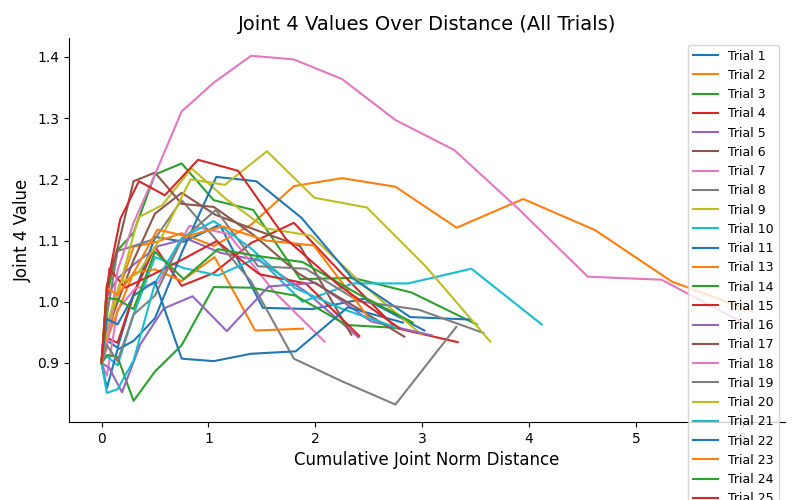 Joint 4 Values Over Distance (All Trials)
Joint 4 Value
1.4
1.3
1.2
1.1
1.0
0.9
0
1
2
3
4
5
6
Cumulative Joint Norm Distance
Trial 1
Trial 2
Trial 3
Trial 4
Trial 5
Trial 6
Trial 7
Trial 8
Trial 9
Trial 10
Trial 11
Trial 13
Trial 14
Trial 15
Trial 16
Trial 17
Trial 18
Trial 19
Trial 20
Trial 21
Trial 22
Trial 23
Trial 24
Trial 25